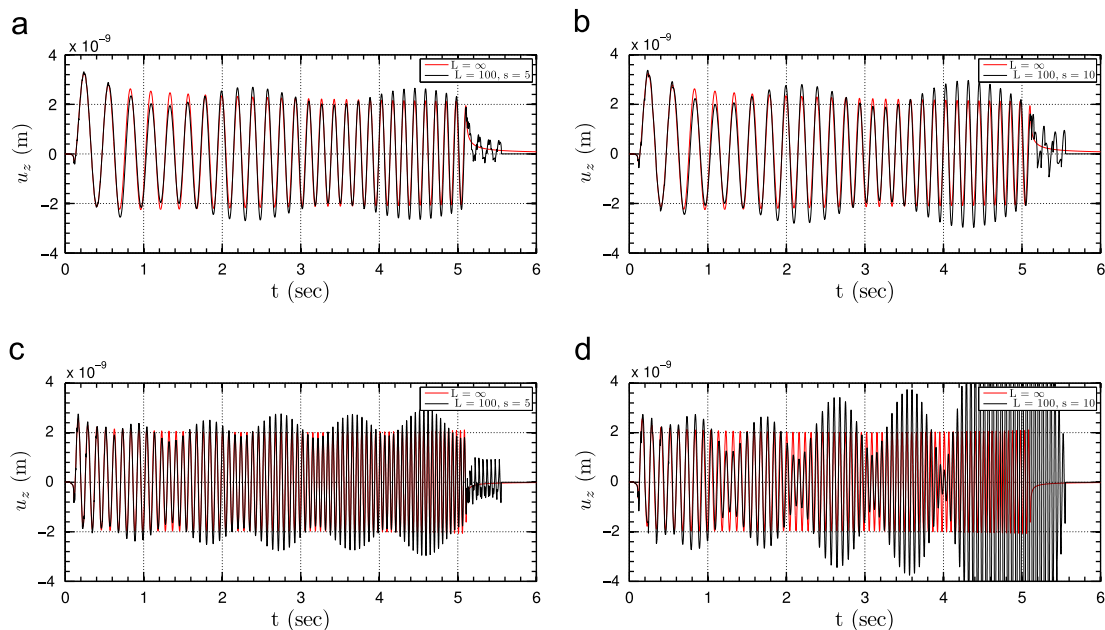 a
x 10⁻⁹
L = ∞
L = 100, s = 5
4
2
0
−2
−4
u_z (m)
0 1 2 3 4 5 6
t (sec)
b
x 10⁻⁹
L = ∞
L = 100, s = 10
4
2
0
−2
−4
u_z (m)
0 1 2 3 4 5 6
t (sec)
c
x 10⁻⁹
L = ∞
L = 100, s = 5
4
2
0
−2
−4
u_z (m)
0 1 2 3 4 5 6
t (sec)
d
x 10⁻⁹
L = ∞
L = 100, s = 10
4
2
0
−2
−4
u_z (m)
0 1 2 3 4 5 6
t (sec)